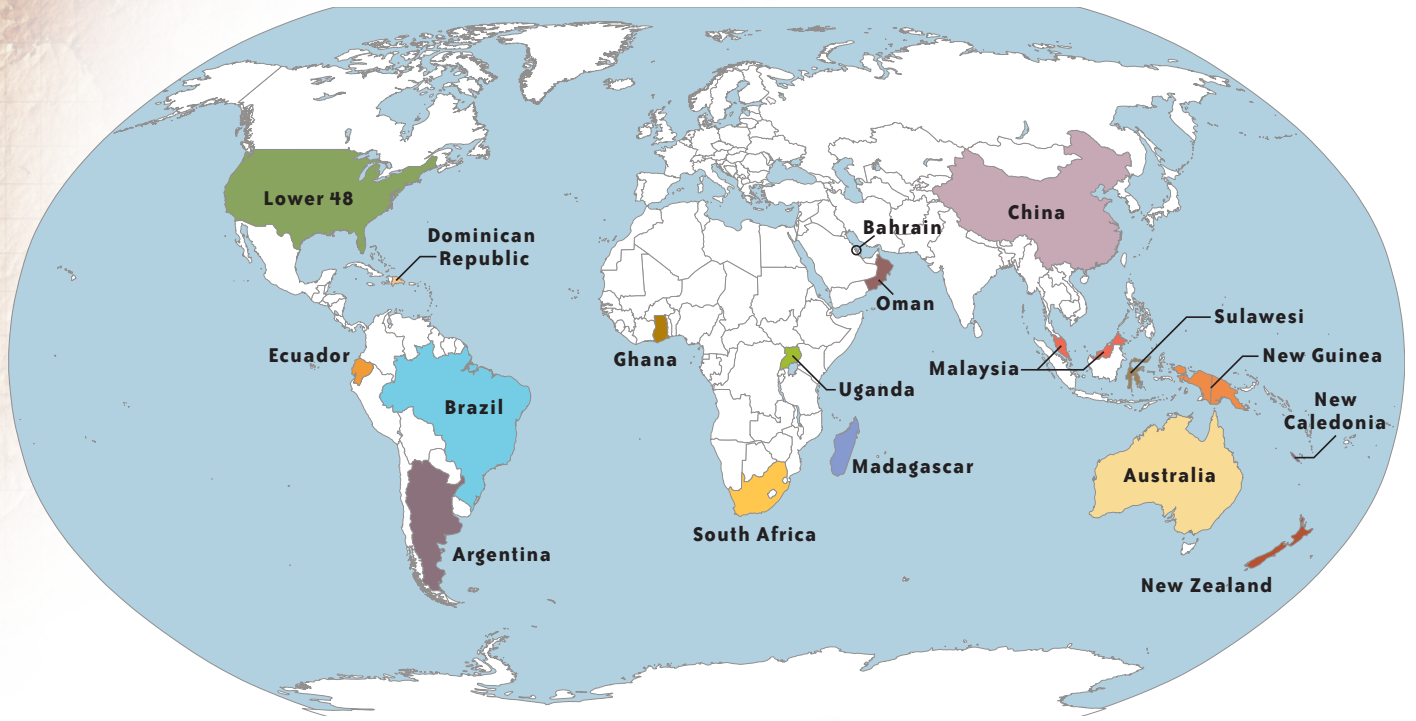 Lower 48
Dominican
Republic
Bahrain
China
Oman
Ecuador
Ghana
Uganda
Malaysia
Sulawesi
New Guinea
New
Caledonia
Brazil
Madagascar
Australia
South Africa
Argentina
New Zealand